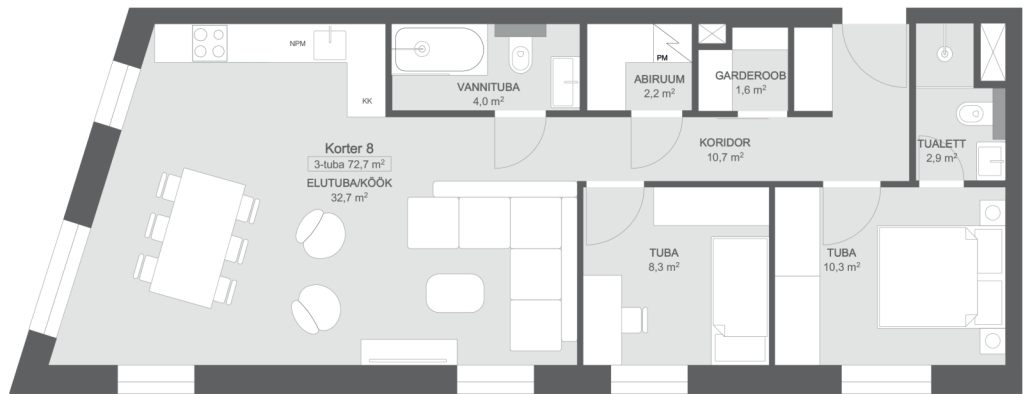 NPM
KK
VANNITUBA
4,0 m²
PM
ABIRUUM
2,2 m²
GARDEROOB
1,6 m²
KORIDOR
10,7 m²
TUALETT
2,9 m²
Korter 8
3-tuba 72,7 m²
ELUTUBA/KÖÖK
32,7 m²
TUBA
8,3 m²
TUBA
10,3 m²